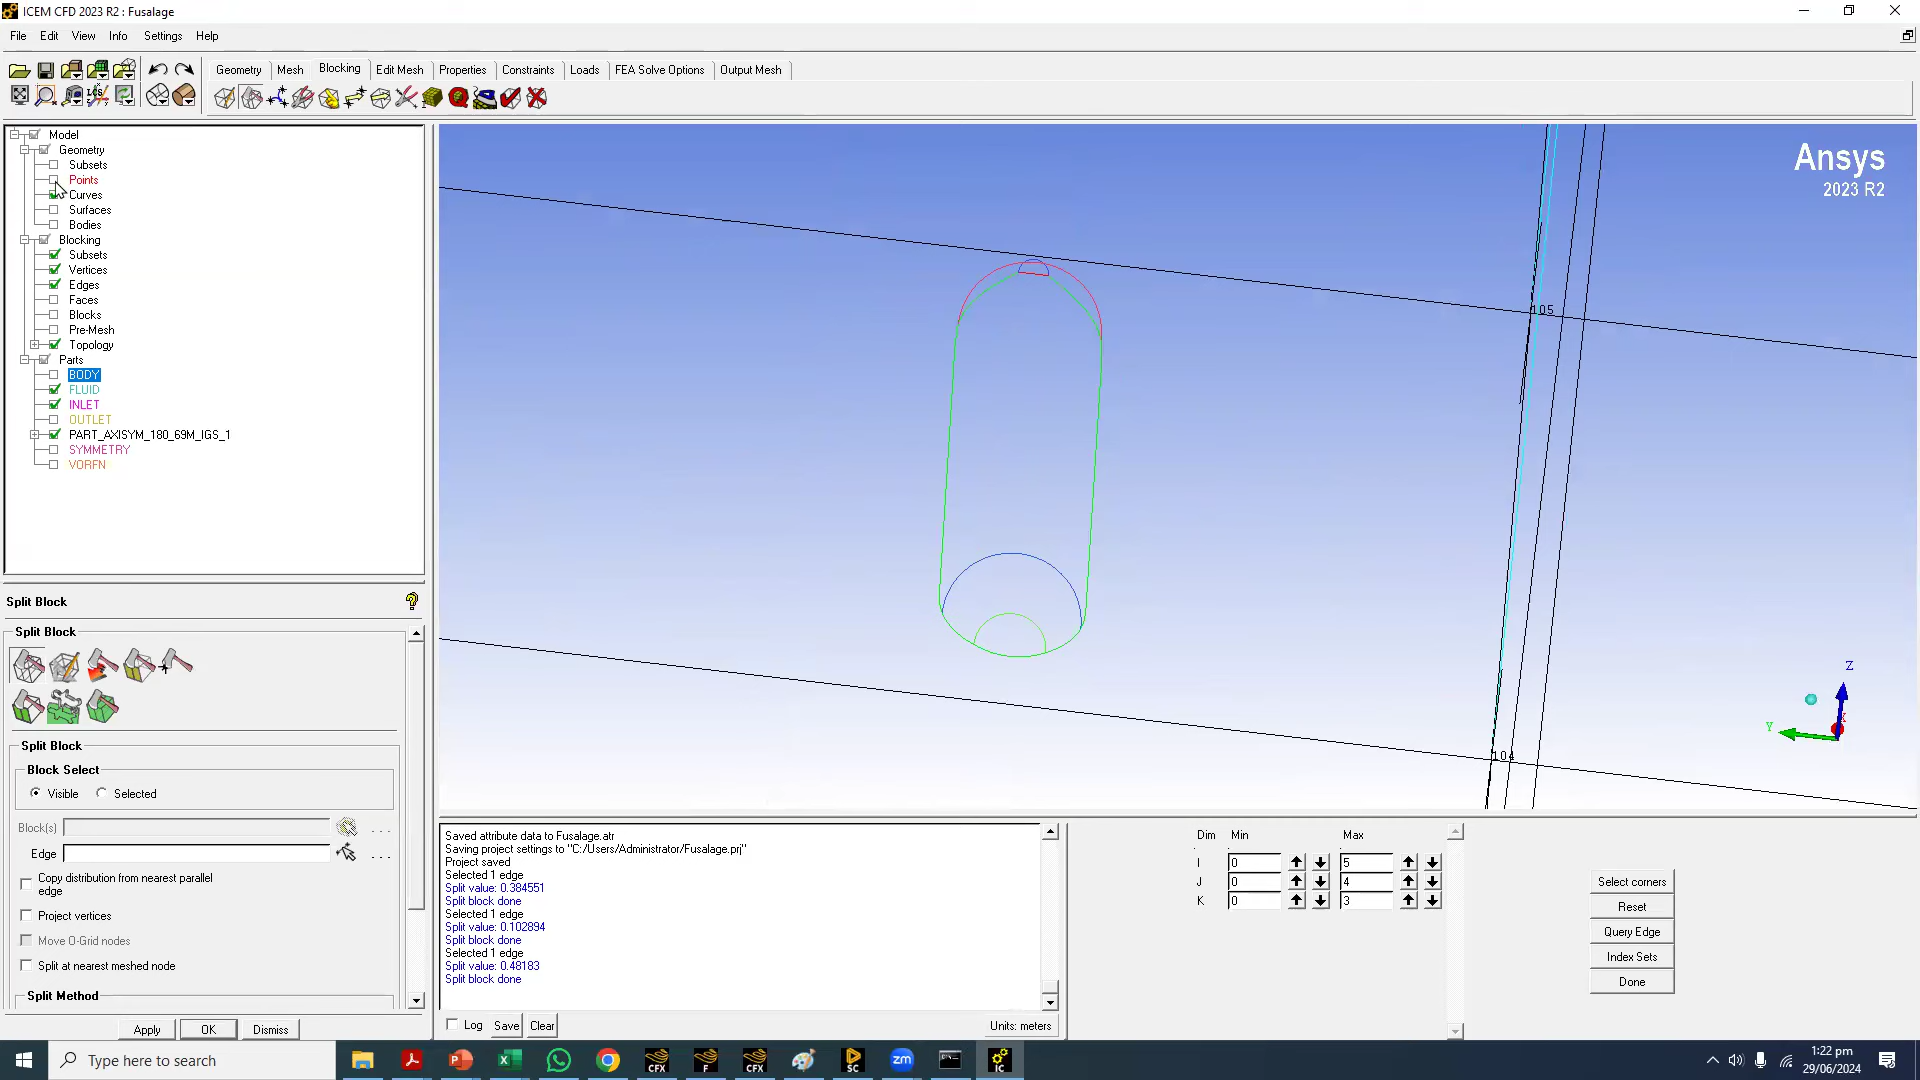 ICEM CFD 2023 R2 : Fusalage
File Edit View Info Settings Help
Geometry Mesh Blocking Edit Mesh Properties Constraints Loads FEA Solve Options Output Mesh
LCS
Model
Geometry
Subsets
Points
Curves
Surfaces
Bodies
Blocking
Subsets
Vertices
Edges
Faces
Blocks
Pre-Mesh
Topology
Parts
BODY
FLUID
INLET
OUTLET
PART_AXISYM_180_69M_IGS_1
SYMMETRY
VORFN
Ansys
2023 R2
105
104
Z
Y
X
Split Block
Split Block
Split Block
Block Select
Visible Selected
Block(s) ...
Edge ...
Copy distribution from nearest parallel
edge
Project vertices
Move O-Grid nodes
Split at nearest meshed node
Split Method
Apply OK Dismiss
Saved attribute data to Fusalage.atr
Saving project settings to "C:/Users/Administrator/Fusalage.prj"
Project saved
Selected 1 edge
Split value: 0.384551
Split block done
Selected 1 edge
Split value: 0.102894
Split block done
Selected 1 edge
Split value: 0.48183
Split block done
Log Save Clear Units: meters
Dim Min Max
I 0 5
J 0 4
K 0 3
Select corners
Reset
Query Edge
Index Sets
Done
Type here to search
CFX F CFX SC zm IC
1:22 pm
29/06/2024